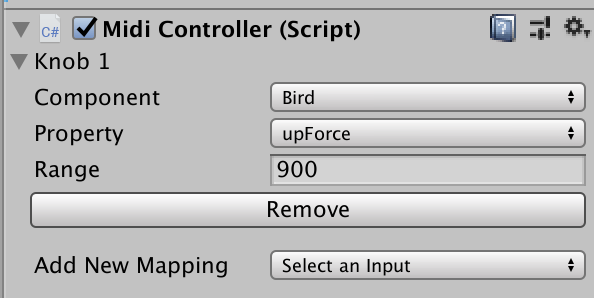 C# Midi Controller (Script)
Knob 1
Component Bird
Property upForce
Range 900
Remove
Add New Mapping Select an Input